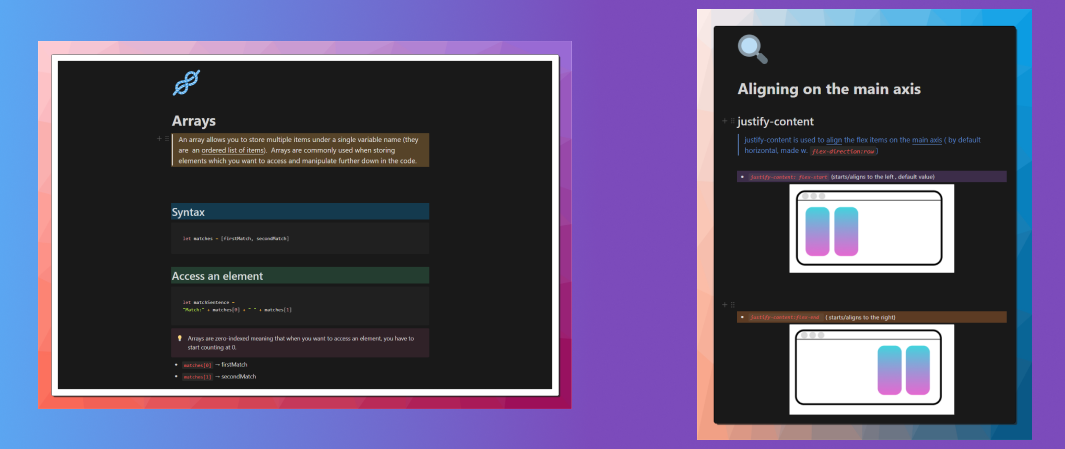 Arrays
An array allows you to store multiple items under a single variable name (they
are an ordered list of items). Arrays are commonly used when storing
elements which you want to access and manipulate further down in the code.
Syntax
let matches = [firstMatch, secondMatch]
Access an element
let matchSentence =
"Match:" + matches[0] + " " + matches[1]
Arrays are zero-indexed meaning that when you want to access an element, you have to
start counting at 0.
matches[0] → firstMatch
matches[1] → secondMatch
Aligning on the main axis
justify-content
justify-content is used to align the flex items on the main axis ( by default
horizontal, made w. flex-direction:row )
justify-content: flex-start (starts/aligns to the left , default value)
justify-content:flex-end ( starts/aligns to the right)